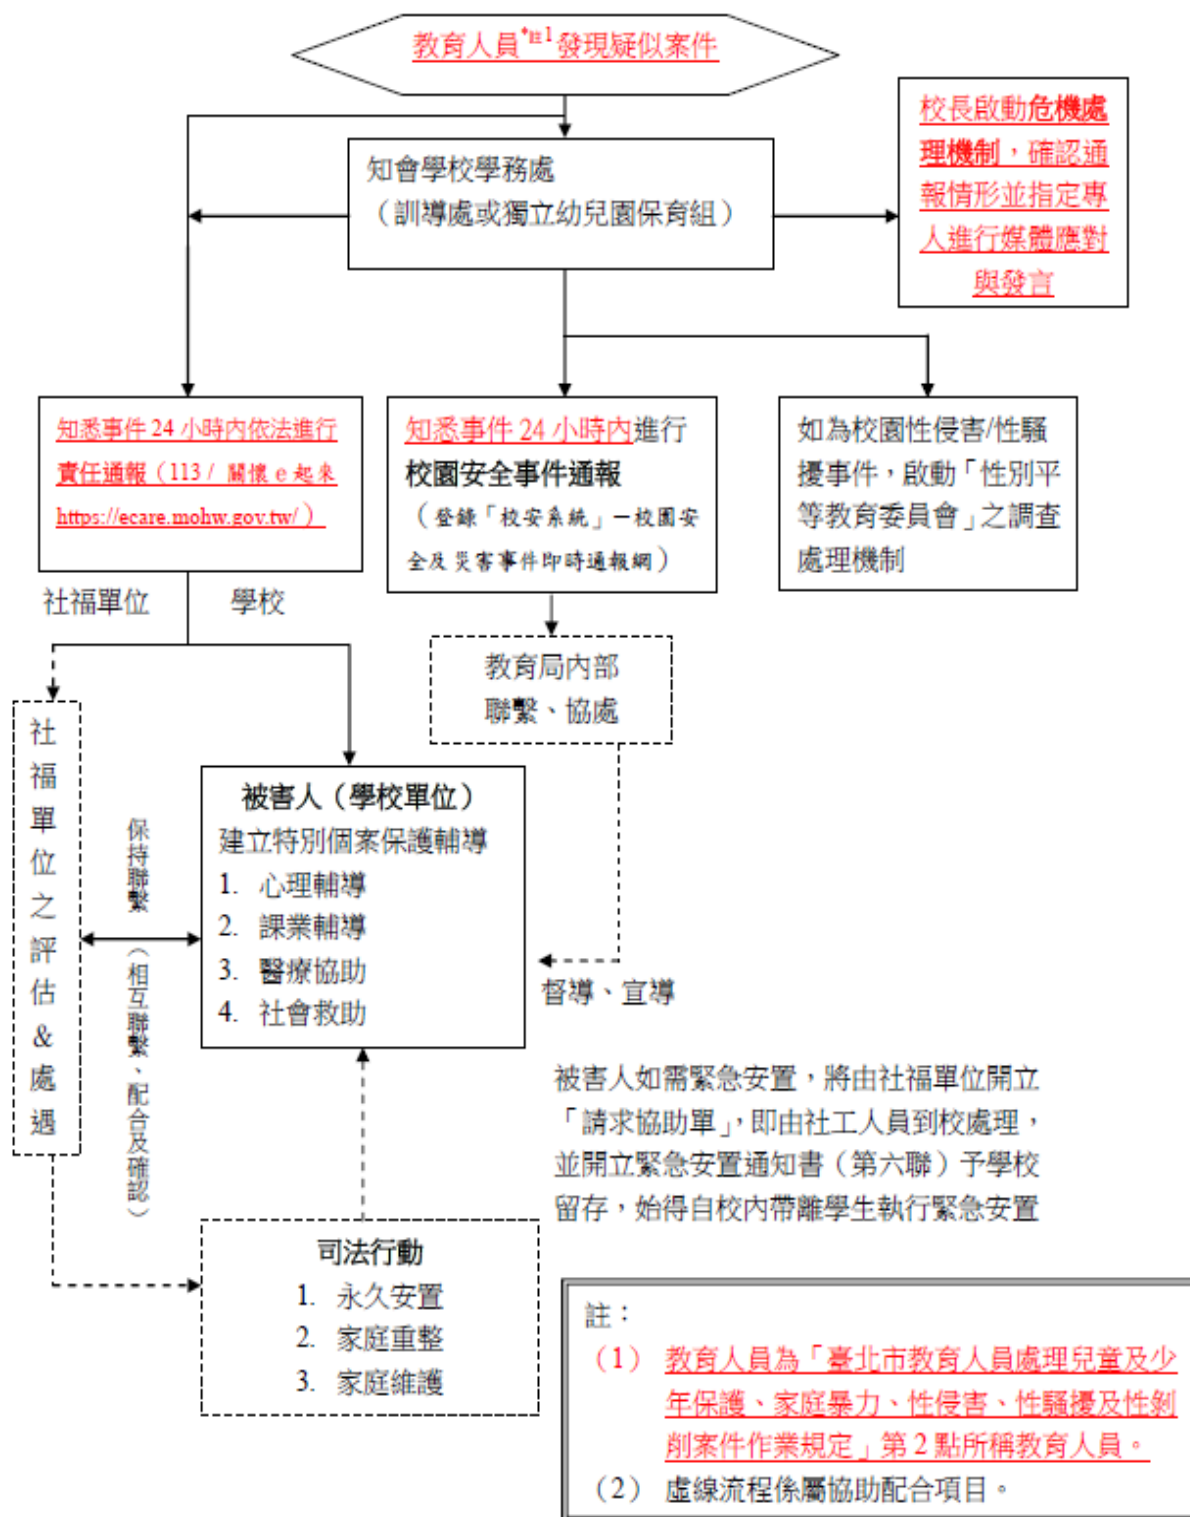 教育人員*註1發現疑似案件
知會學校學務處
（訓導處或獨立幼兒園保育組）
校長啟動危機處
理機制，確認通
報情形並指定專
人進行媒體應對
與發言
知悉事件 24 小時內依法進行
責任通報（113 / 關懷 e 起來
https://ecare.mohw.gov.tw/）
知悉事件 24 小時內進行
校園安全事件通報
（登錄「校安系統」－校園安
全及災害事件即時通報網）
如為校園性侵害/性騷
擾事件，啟動「性別平
等教育委員會」之調查
處理機制
社福單位
學校
教育局內部
聯繫、協處
社福單位之評估&處遇
保持聯繫（相互聯繫、配合及確認）
被害人（學校單位）
建立特別個案保護輔導
1. 心理輔導
2. 課業輔導
3. 醫療協助
4. 社會救助
督導、宣導
被害人如需緊急安置，將由社福單位開立
「請求協助單」，即由社工人員到校處理，
並開立緊急安置通知書（第六聯）予學校
留存，始得自校內帶離學生執行緊急安置
司法行動
1. 永久安置
2. 家庭重整
3. 家庭維護
註：
（1） 教育人員為「臺北市教育人員處理兒童及少
年保護、家庭暴力、性侵害、性騷擾及性剝
削案件作業規定」第 2 點所稱教育人員。
（2） 虛線流程係屬協助配合項目。